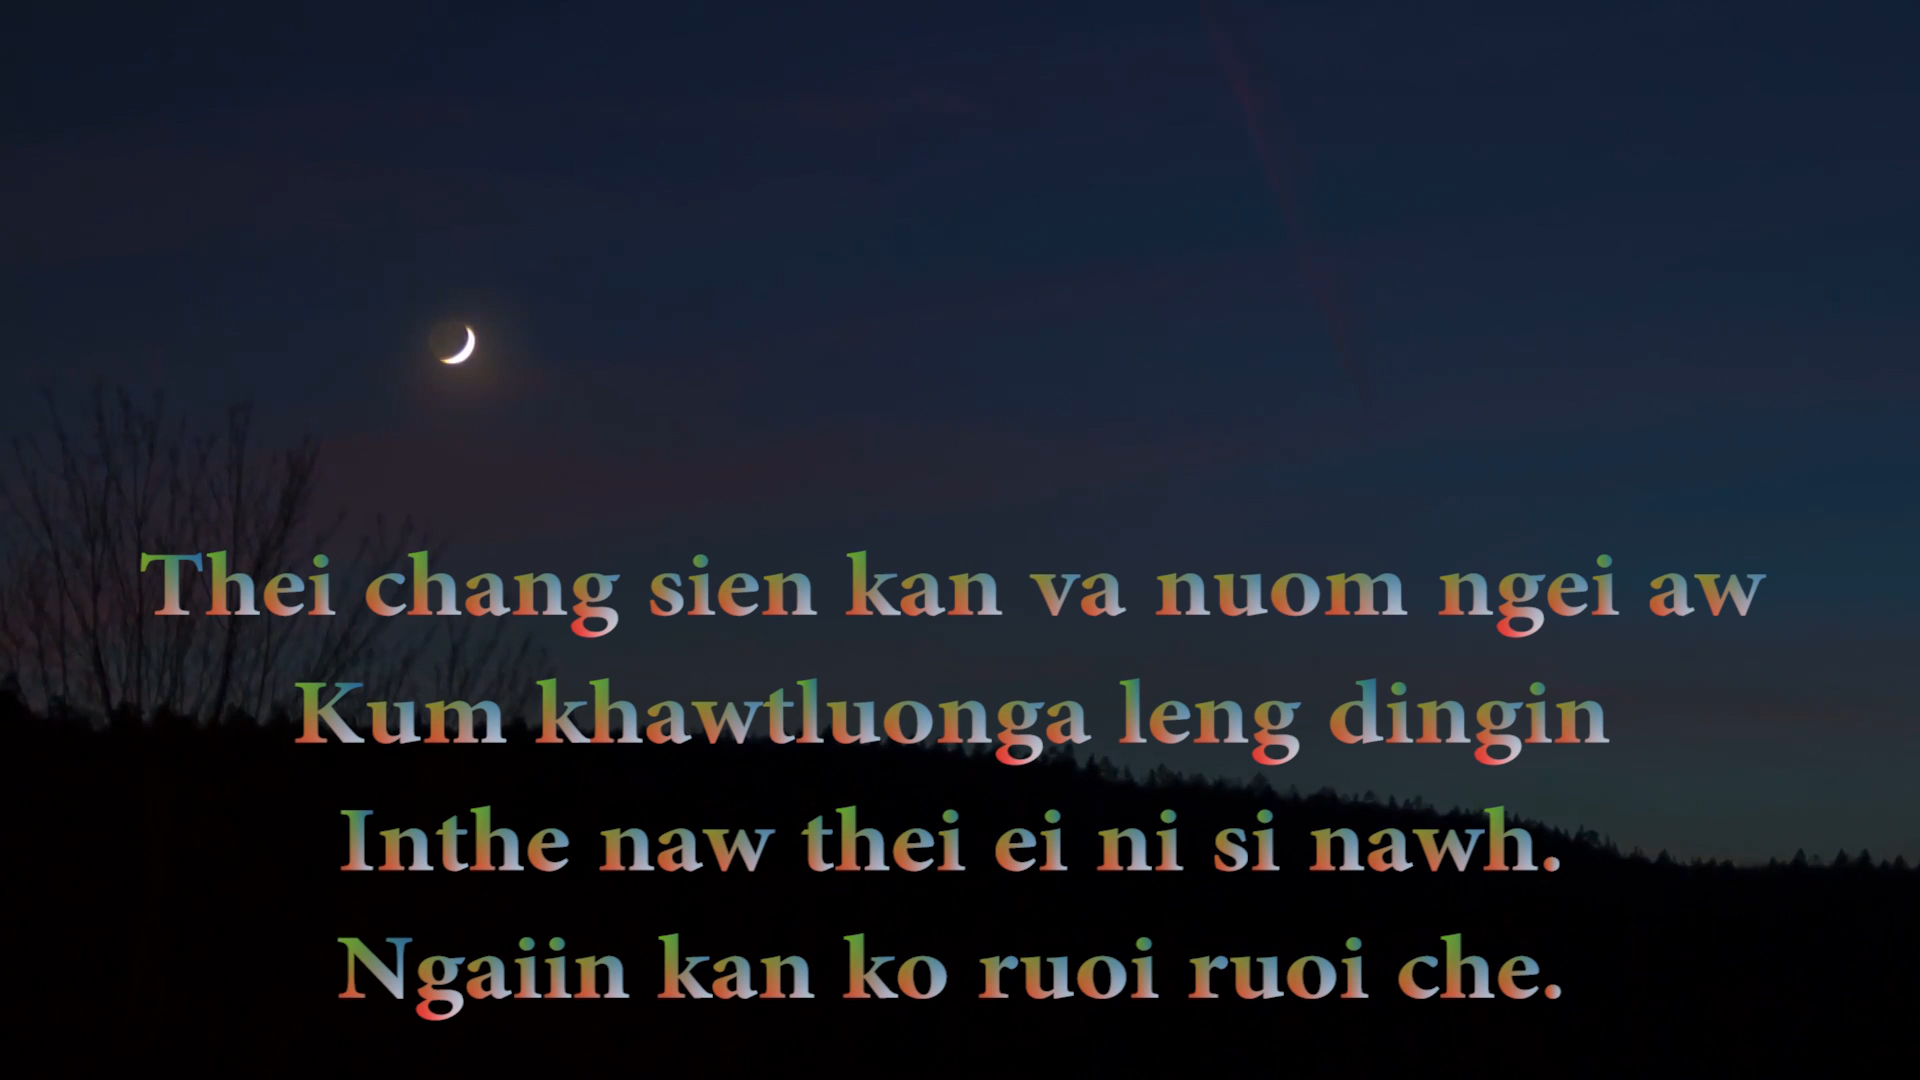 Thei chang sien kan va nuom ngei aw
Kum khawtluonga leng dingin
Inthe naw thei ei ni si nawh.
Ngaiin kan ko ruoi ruoi che.